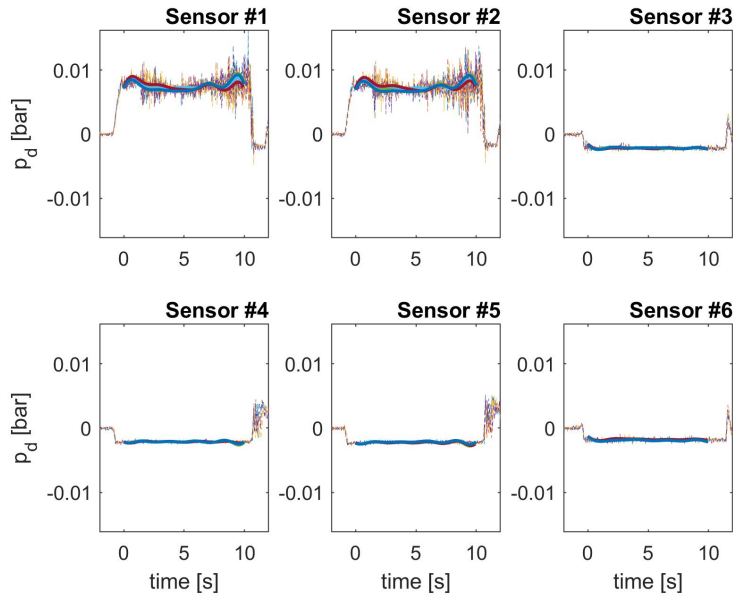 Sensor #1 Sensor #2 Sensor #3
0.01 0.01 0.01
0 0 0
-0.01 -0.01 -0.01
p_d [bar]
0 5 10 0 5 10 0 5 10
Sensor #4 Sensor #5 Sensor #6
0.01 0.01 0.01
0 0 0
-0.01 -0.01 -0.01
p_d [bar]
0 5 10 0 5 10 0 5 10
time [s] time [s] time [s]